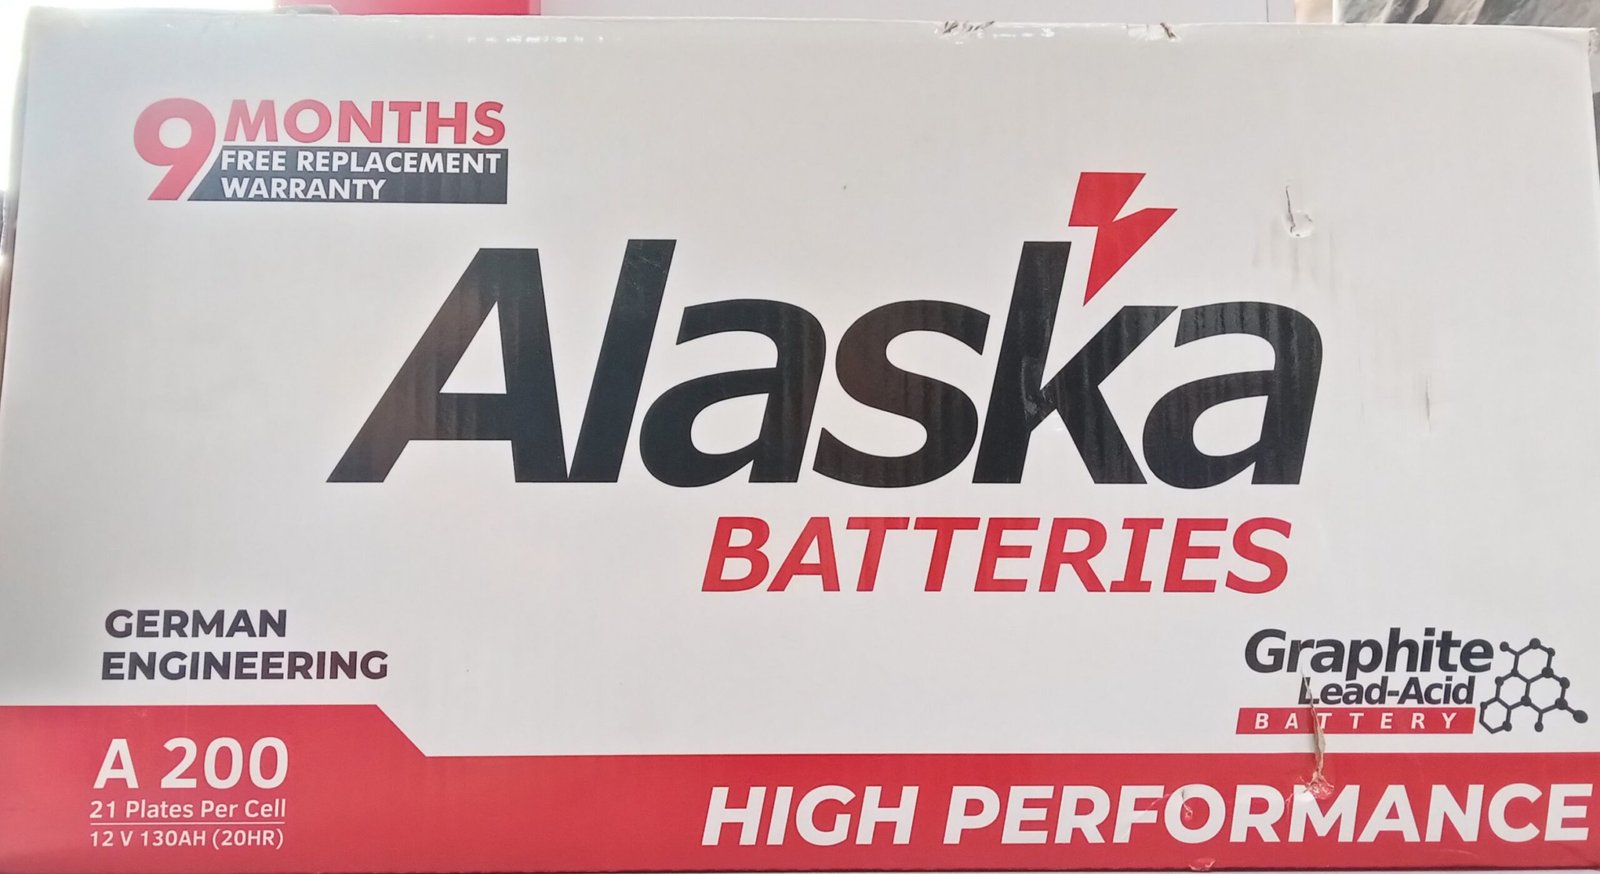 9 MONTHS
FREE REPLACEMENT
WARRANTY
Alaska
BATTERIES
GERMAN
ENGINEERING
Graphite
Lead-Acid
BATTERY
A 200
21 Plates Per Cell
12 V 130AH (20HR)
HIGH PERFORMANCE